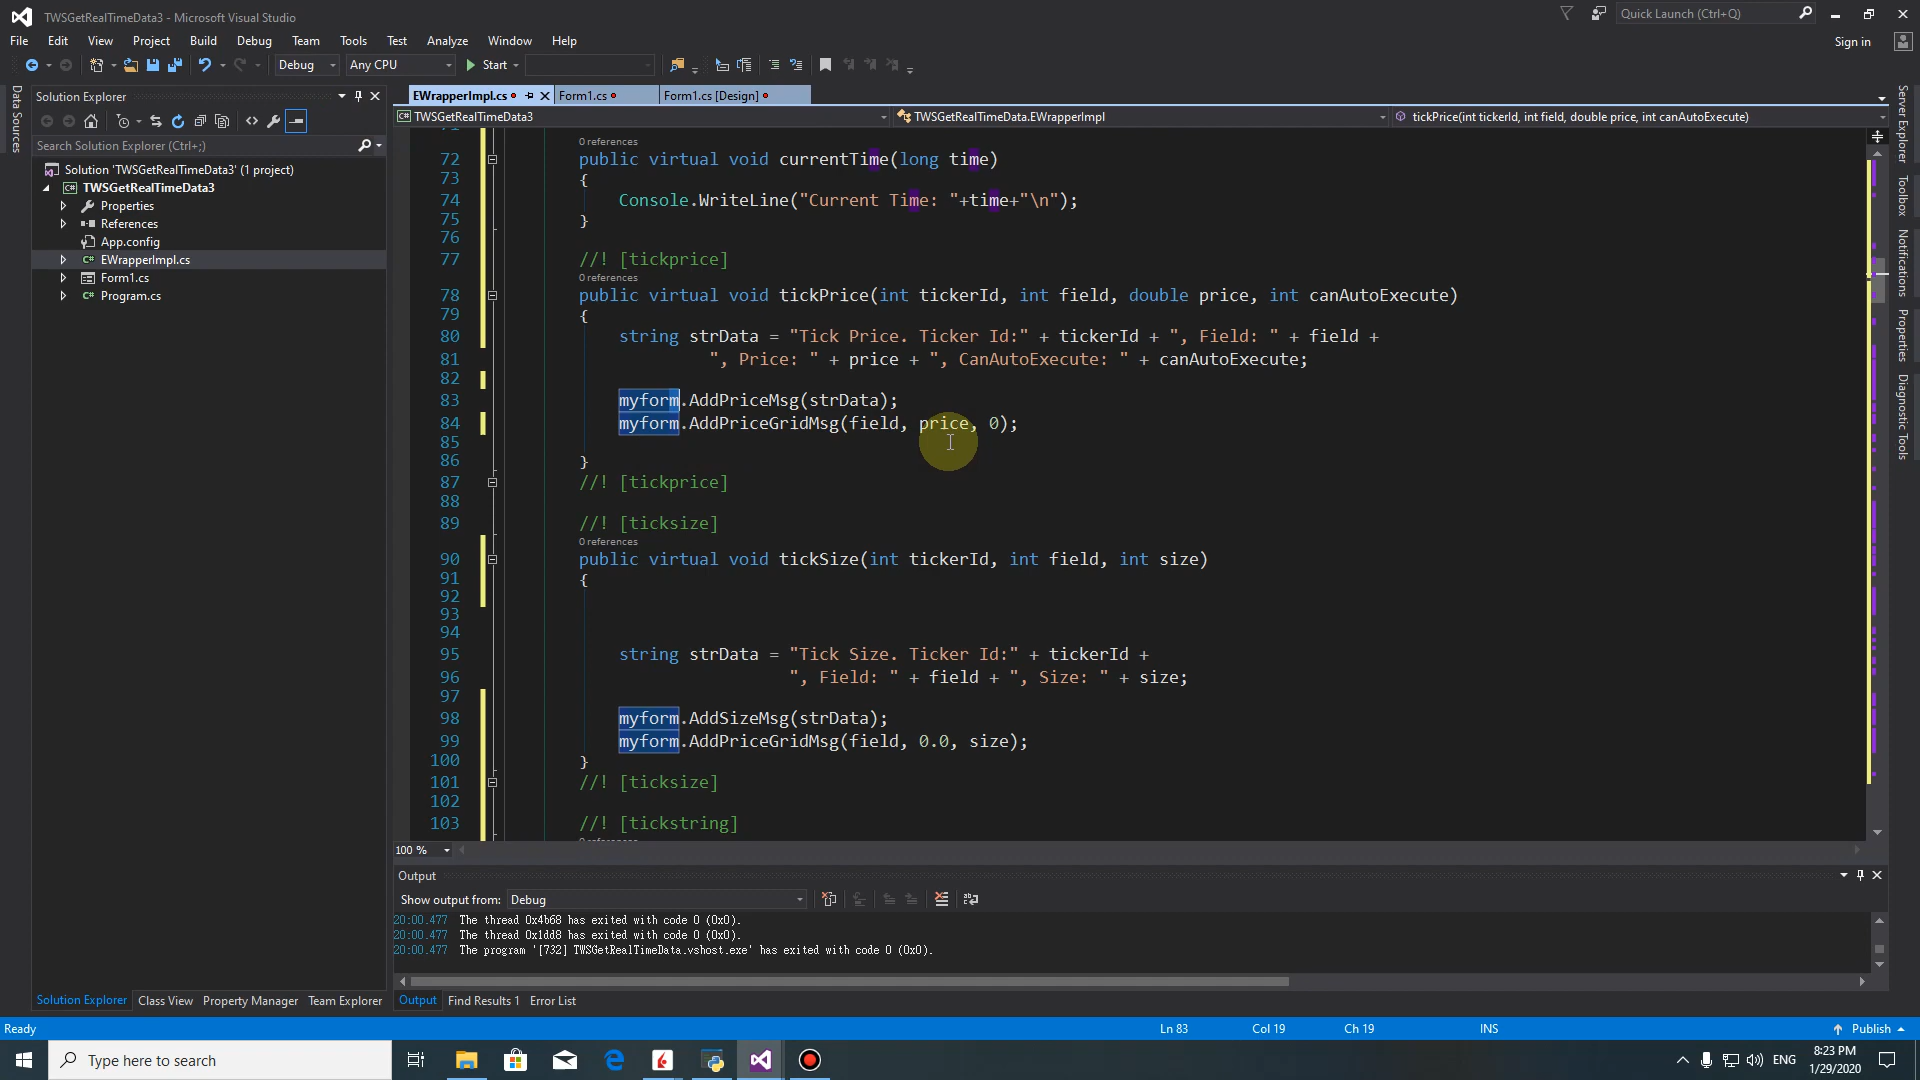 TWSGetRealTimeData3 - Microsoft Visual Studio
Quick Launch (Ctrl+Q)
File Edit View Project Build Debug Team Tools Test Analyze Window Help
Sign in
Debug Any CPU Start
Data Sources
Solution Explorer
Search Solution Explorer (Ctrl+;)
Solution 'TWSGetRealTimeData3' (1 project)
TWSGetRealTimeData3
Properties
References
App.config
EWrapperImpl.cs
Form1.cs
Program.cs
EWrapperImpl.cs Form1.cs Form1.cs [Design]
TWSGetRealTimeData3 TWSGetRealTimeData.EWrapperImpl tickPrice(int tickerId, int field, double price, int canAutoExecute)
0 references
72 public virtual void currentTime(long time)
73 {
74 Console.WriteLine("Current Time: "+time+"\n");
75 }
76
77 //! [tickprice]
0 references
78 public virtual void tickPrice(int tickerId, int field, double price, int canAutoExecute)
79 {
80 string strData = "Tick Price. Ticker Id:" + tickerId + ", Field: " + field +
81 ", Price: " + price + ", CanAutoExecute: " + canAutoExecute;
82
83 myform.AddPriceMsg(strData);
84 myform.AddPriceGridMsg(field, price, 0);
85
86 }
87 //! [tickprice]
88
89 //! [ticksize]
0 references
90 public virtual void tickSize(int tickerId, int field, int size)
91 {
92
93
94
95 string strData = "Tick Size. Ticker Id:" + tickerId +
96 ", Field: " + field + ", Size: " + size;
97
98 myform.AddSizeMsg(strData);
99 myform.AddPriceGridMsg(field, 0.0, size);
100 }
101 //! [ticksize]
102
103 //! [tickstring]
100 %
Server Explorer
Toolbox
Notifications
Properties
Diagnostic Tools
Output
Show output from: Debug
20:00.477 The thread 0x4b68 has exited with code 0 (0x0).
20:00.477 The thread 0x1dd8 has exited with code 0 (0x0).
20:00.477 The program '[732] TWSGetRealTimeData.vshost.exe' has exited with code 0 (0x0).
Solution Explorer Class View Property Manager Team Explorer
Output Find Results 1 Error List
Ready Ln 83 Col 19 Ch 19 INS Publish
Type here to search
ENG
8:23 PM
1/29/2020